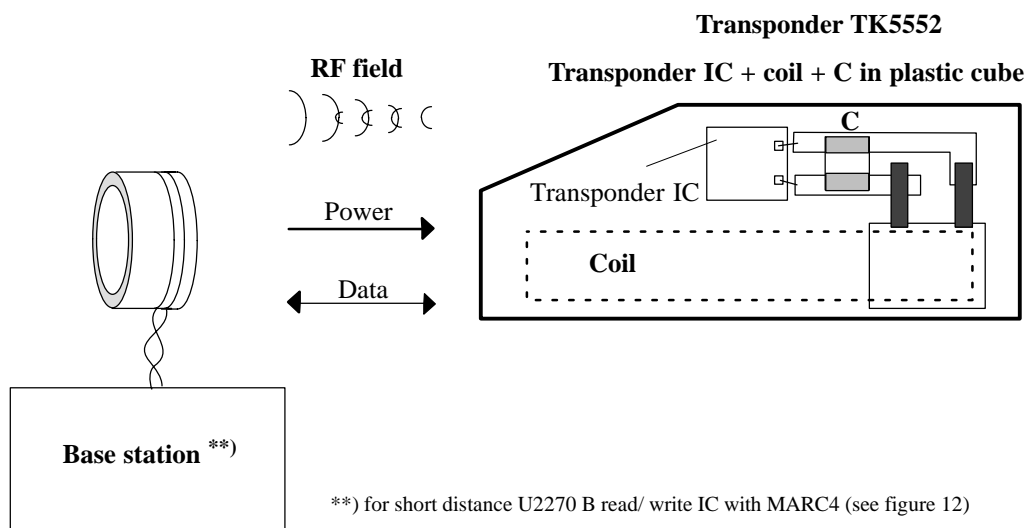 Transponder TK5552
RF field
Transponder IC + coil + C in plastic cube
C
Transponder IC
Power
Coil
Data
Base station **)
**) for short distance U2270 B read/ write IC with MARC4 (see figure 12)